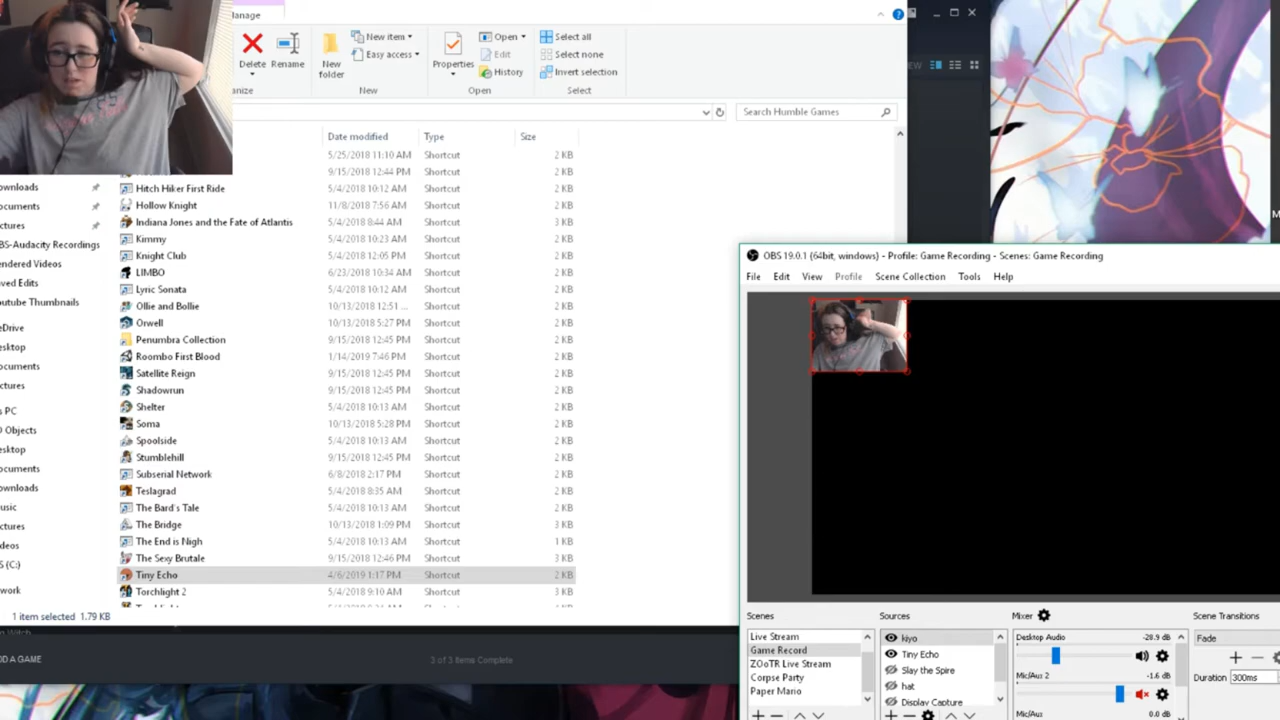 Manage
Delete
Rename
New folder
New item
Easy access
Properties
Open
Edit
History
Select all
Select none
Invert selection
anize
New
Open
Select
Search Humble Games
Date modified Type Size
5/25/2018 11:10 AM Shortcut 2 KB
9/15/2018 12:44 PM Shortcut 2 KB
Hitch Hiker First Ride 5/4/2018 10:12 AM Shortcut 2 KB
Hollow Knight 11/8/2018 7:56 AM Shortcut 2 KB
Indiana Jones and the Fate of Atlantis 5/4/2018 8:44 AM Shortcut 3 KB
Kimmy 5/4/2018 10:23 AM Shortcut 2 KB
Knight Club 5/4/2018 12:05 PM Shortcut 2 KB
LIMBO 6/23/2018 10:34 AM Shortcut 2 KB
Lyric Sonata 5/4/2018 10:12 AM Shortcut 2 KB
Ollie and Bollie 10/13/2018 12:51 ... Shortcut 2 KB
Orwell 10/13/2018 5:27 PM Shortcut 2 KB
Penumbra Collection 9/15/2018 12:45 PM Shortcut 2 KB
Roombo First Blood 1/14/2019 7:46 PM Shortcut 2 KB
Satellite Reign 9/15/2018 12:45 PM Shortcut 2 KB
Shadowrun 9/15/2018 12:45 PM Shortcut 2 KB
Shelter 5/4/2018 10:13 AM Shortcut 2 KB
Soma 10/13/2018 5:28 PM Shortcut 2 KB
Spoolside 5/4/2018 10:13 AM Shortcut 2 KB
Stumblehill 9/15/2018 12:45 PM Shortcut 2 KB
Subserial Network 6/8/2018 2:17 PM Shortcut 2 KB
Teslagrad 5/4/2018 8:35 AM Shortcut 2 KB
The Bard's Tale 5/4/2018 10:13 AM Shortcut 2 KB
The Bridge 10/13/2018 1:09 PM Shortcut 3 KB
The End is Nigh 5/4/2018 10:13 AM Shortcut 1 KB
The Sexy Brutale 9/15/2018 12:46 PM Shortcut 3 KB
Tiny Echo 4/6/2019 1:17 PM Shortcut 2 KB
Torchlight 2 5/4/2018 9:10 AM Shortcut 2 KB
ownloads
ocuments
ctures
BS-Audacity Recordings
endered Videos
aved Edits
outube Thumbnails
eDrive
esktop
ocuments
ctures
s PC
D Objects
esktop
ocuments
ownloads
usic
ctures
deos
S (C:)
work
1 item selected 1.79 KB
DD A GAME
3 of 3 Items Complete
EW
OBS 19.0.1 (64bit, windows) - Profile: Game Recording - Scenes: Game Recording
File Edit View Profile Scene Collection Tools Help
Scenes
Live Stream
Game Record
ZOoTR Live Stream
Corpse Party
Paper Mario
Sources
kiyo
Tiny Echo
Slay the Spire
hat
Display Capture
Mixer
Desktop Audio -28.9 dB
Mic/Aux 2 -1.6 dB
Mic/Aux 0.0 dB
Scene Transitions
Fade
Duration 300ms